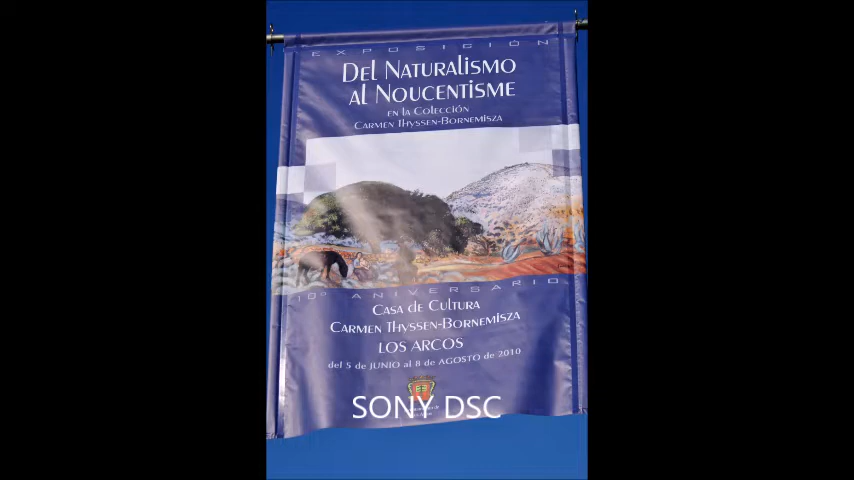 EXPOSICIÓN
Del Naturalismo
al Noucentisme
en la Colección
Carmen Thyssen-Bornemisza
10º ANIVERSARIO
Casa de Cultura
Carmen Thyssen-Bornemisza
LOS ARCOS
del 5 de JUNIO al 8 de AGOSTO de 2010
SONY DSC